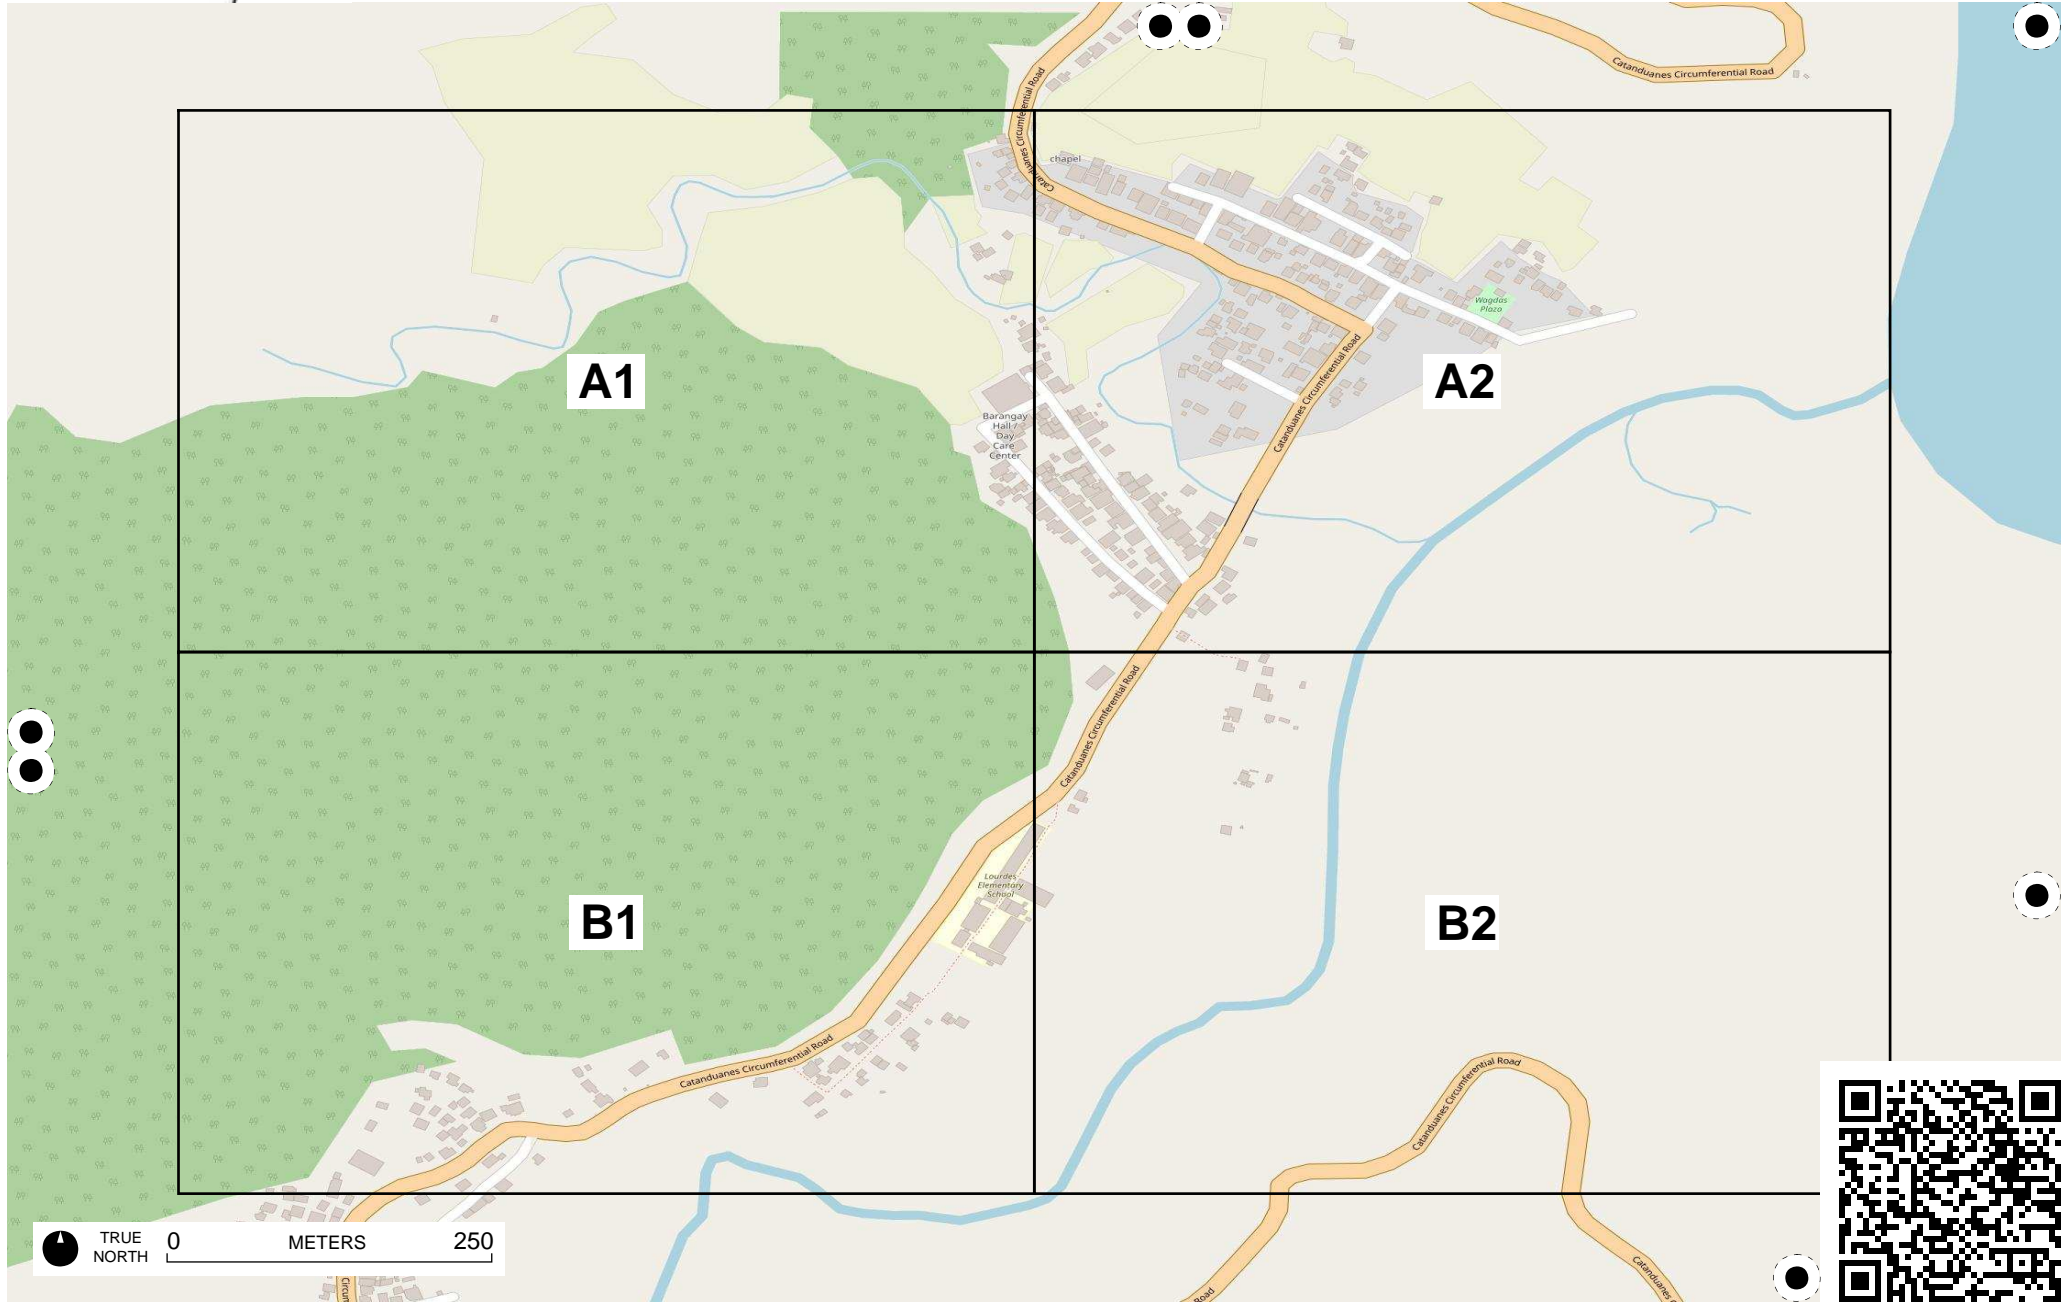 Catanduanes Circumferential Road
Catanduanes Circumferential Road
Catanduanes
chapel
Wagdas
Plaza
A1
A2
Catanduanes Circumferential Road
Barangay
Hall /
Day
Care
Center
Catanduanes Circumferential Road
Lourdes
Elementary
School
B1
B2
Catanduanes Circumferential Road
Catanduanes Circumferential Road
TRUE
NORTH
0
METERS
250
Circum
Road
Catanduanes C